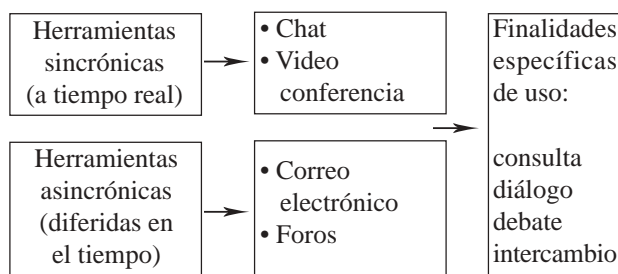 Herramientas
sincrónicas
(a tiempo real)
• Chat
• Video
conferencia
Herramientas
asincrónicas
(diferidas en
el tiempo)
• Correo
electrónico
• Foros
Finalidades
específicas
de uso:
consulta
diálogo
debate
intercambio